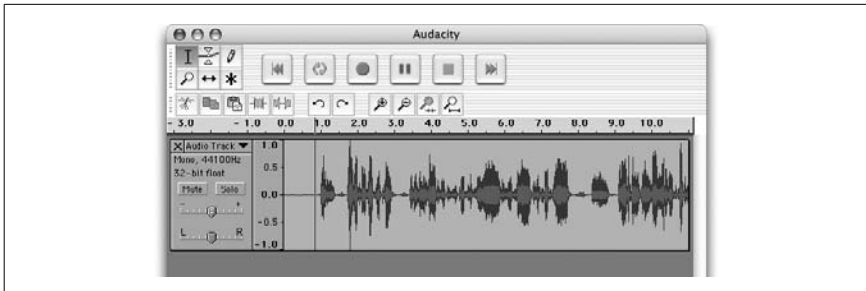 Audacity
- 3.0 - 1.0 0.0 1.0 2.0 3.0 4.0 5.0 6.0 7.0 8.0 9.0 10.0
X Audio Track 1.0
Mono, 44100Hz
32-bit float 0.5
Mute Solo 0.0
- +
-0.5
L R
-1.0